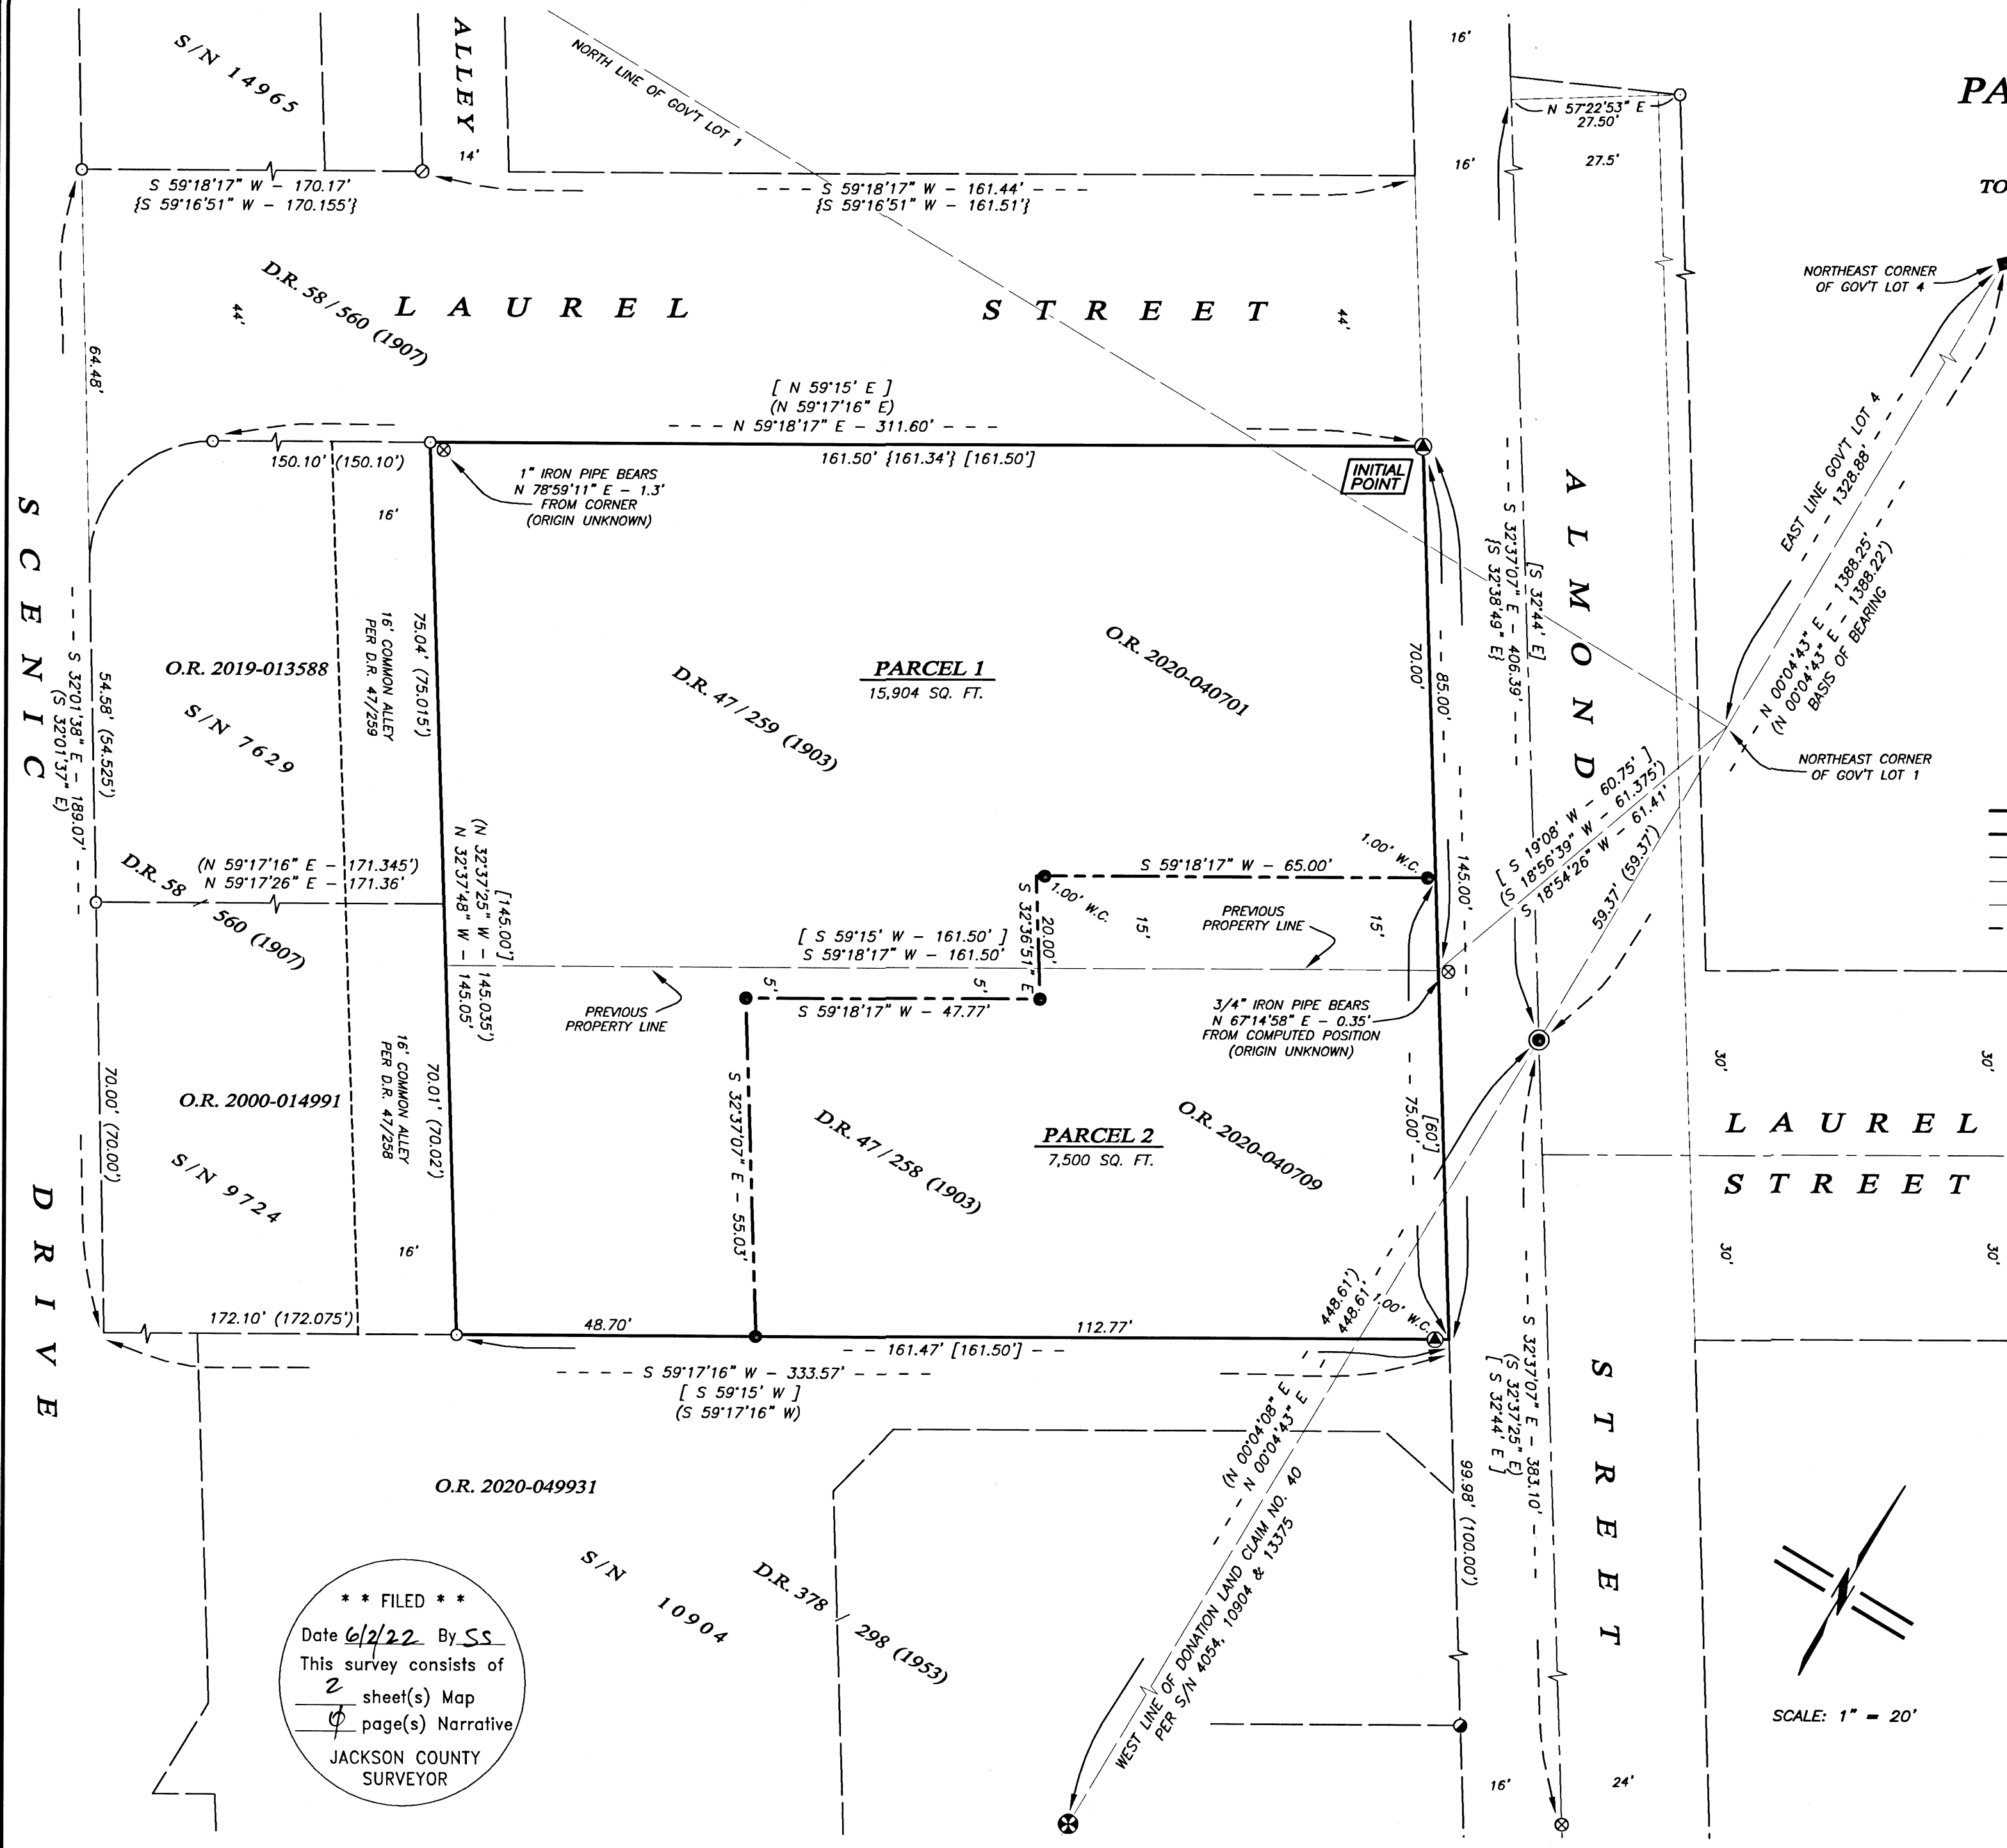 S/N 14965
ALLEY
14'
NORTH LINE OF GOV'T LOT 1
16'
16'
N 57°22'53" E
27.50'
27.5'
PA
TO
S 59°18'17" W – 170.17'
{S 59°16'51" W – 170.155'}
– – – S 59°18'17" W – 161.44' – – –
{S 59°16'51" W – 161.51'}
NORTHEAST CORNER
OF GOV'T LOT 4
D.R. 58 / 560 (1907)
44'
LAUREL STREET
44'
64.48'
[ N 59°15' E ]
(N 59°17'16" E)
– – – N 59°18'17" E – 311.60' – – –
150.10' (150.10')
161.50' {161.34'} [161.50']
INITIAL
POINT
1" IRON PIPE BEARS
N 78°59'11" E – 1.3'
FROM CORNER
(ORIGIN UNKNOWN)
16'
SCENIC
DRIVE
ALMOND
STREET
[S 32°44' E]
– – – S 32°37'07" E – 406.39' – – –
{S 32°38'49" E}
EAST LINE GOV'T LOT 4
– – 1328.88' – –
– – N 00°04'43" E – 1388.25' – –
(N 00°04'43" E – 1388.22')
BASIS OF BEARING
NORTHEAST CORNER
OF GOV'T LOT 1
O.R. 2019-013588
S/N 7629
16' COMMON ALLEY
PER D.R. 47/259
75.04' (75.015')
54.58' (54.525')
– – – S 32°01'38" E – 189.07' – – –
(S 32°01'37" E)
D.R. 47 / 259 (1903)
PARCEL 1
15,904 SQ. FT.
O.R. 2020-040701
70.00'
– – 85.00' – –
145.00'
[ S 19°08' W – 60.75' ]
(S 18°56'39" W – 61.375')
S 18°54'26" W – 61.41'
59.37' (59.37')
(N 59°17'16" E – 171.345')
N 59°17'26" E – 171.36'
D.R. 58 / 560 (1907)
[145.00']
(N 32°37'25" W – 145.035')
N 32°37'48" W – 145.05'
S 59°18'17" W – 65.00'
1.00' W.C.
1.00' W.C.
S 32°36'51" E
20.00'
15'
15'
PREVIOUS
PROPERTY LINE
[ S 59°15' W – 161.50' ]
S 59°18'17" W – 161.50'
PREVIOUS
PROPERTY LINE
5'
5'
S 59°18'17" W – 47.77'
3/4" IRON PIPE BEARS
N 67°14'58" E – 0.35'
FROM COMPUTED POSITION
(ORIGIN UNKNOWN)
O.R. 2000-014991
S/N 9724
16' COMMON ALLEY
PER D.R. 47/258
70.01' (70.02')
70.00' (70.00')
16'
S 32°37'07" E – 55.03'
D.R. 47 / 258 (1903)
PARCEL 2
7,500 SQ. FT.
O.R. 2020-040709
[60']
– – 75.00' – –
30'
30'
LAUREL
STREET
30'
30'
172.10' (172.075')
48.70'
112.77'
– – 161.47' [161.50'] – –
– – – – S 59°17'16" W – 333.57' – – – –
[ S 59°15' W ]
(S 59°17'16" W)
1.00' W.C.
448.61')
448.61'
(N 00°04'08" E
– – – N 00°04'43" E
WEST LINE OF DONATION LAND CLAIM NO. 40
PER S/N 4054, 10904 & 13375
– – – S 32°37'07" E – 383.10' – – –
(S 32°37'25" E)
[ S 32°44' E ]
99.98' (100.00')
O.R. 2020-049931
S/N 10904
D.R. 378 / 298 (1953)
* * FILED * *
Date 6/2/22 By SS
This survey consists of
2 sheet(s) Map
page(s) Narrative
JACKSON COUNTY
SURVEYOR
16'
24'
SCALE: 1" = 20'